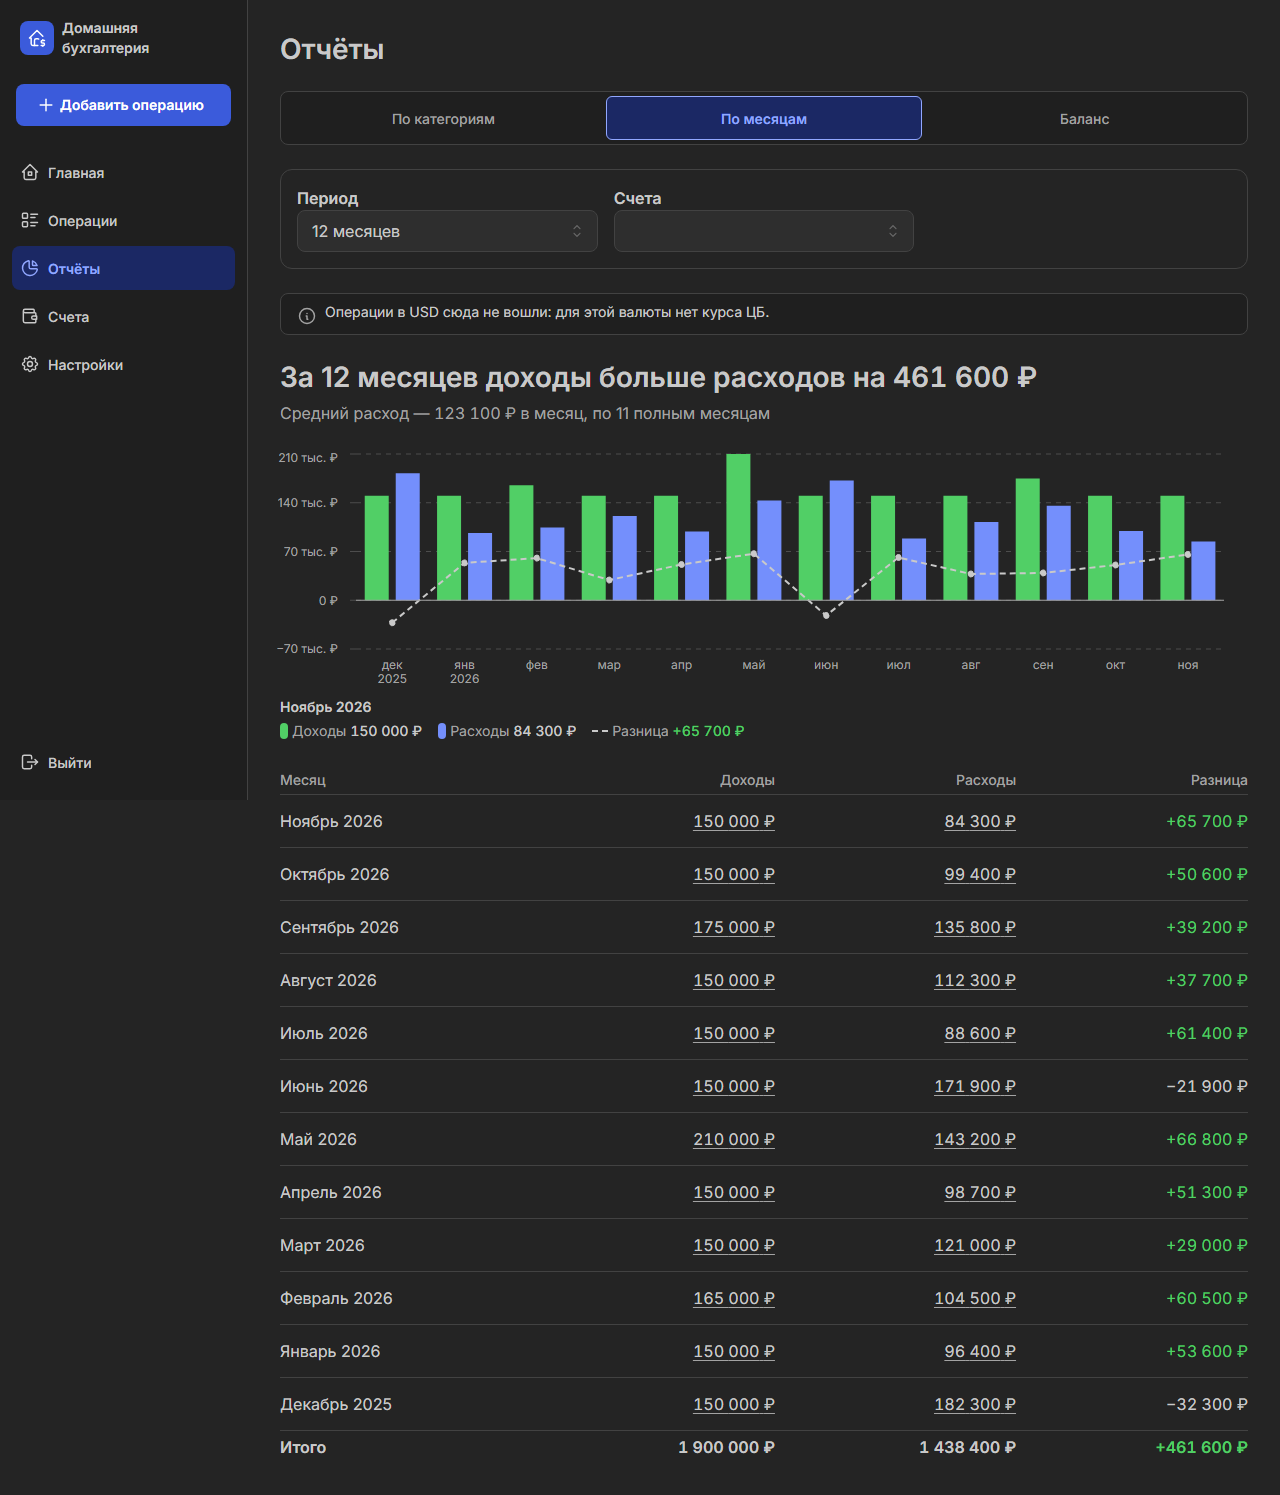 Домашняя
бухгалтерия
Добавить операцию
Главная
Операции
Отчёты
Счета
Настройки
Выйти
Отчёты
По категориям
По месяцам
Баланс
Период
Счета
12 месяцев
Операции в USD сюда не вошли: для этой валюты нет курса ЦБ.
За 12 месяцев доходы больше расходов на 461 600 ₽
Средний расход — 123 100 ₽ в месяц, по 11 полным месяцам
210 тыс. ₽
140 тыс. ₽
70 тыс. ₽
0 ₽
−70 тыс. ₽
дек янв фев мар апр май июн июл авг сен окт ноя
2025 2026
Ноябрь 2026
Доходы 150 000 ₽ Расходы 84 300 ₽ Разница +65 700 ₽
Месяц Доходы Расходы Разница
Ноябрь 2026 150 000 ₽ 84 300 ₽ +65 700 ₽
Октябрь 2026 150 000 ₽ 99 400 ₽ +50 600 ₽
Сентябрь 2026 175 000 ₽ 135 800 ₽ +39 200 ₽
Август 2026 150 000 ₽ 112 300 ₽ +37 700 ₽
Июль 2026 150 000 ₽ 88 600 ₽ +61 400 ₽
Июнь 2026 150 000 ₽ 171 900 ₽ −21 900 ₽
Май 2026 210 000 ₽ 143 200 ₽ +66 800 ₽
Апрель 2026 150 000 ₽ 98 700 ₽ +51 300 ₽
Март 2026 150 000 ₽ 121 000 ₽ +29 000 ₽
Февраль 2026 165 000 ₽ 104 500 ₽ +60 500 ₽
Январь 2026 150 000 ₽ 96 400 ₽ +53 600 ₽
Декабрь 2025 150 000 ₽ 182 300 ₽ −32 300 ₽
Итого 1 900 000 ₽ 1 438 400 ₽ +461 600 ₽